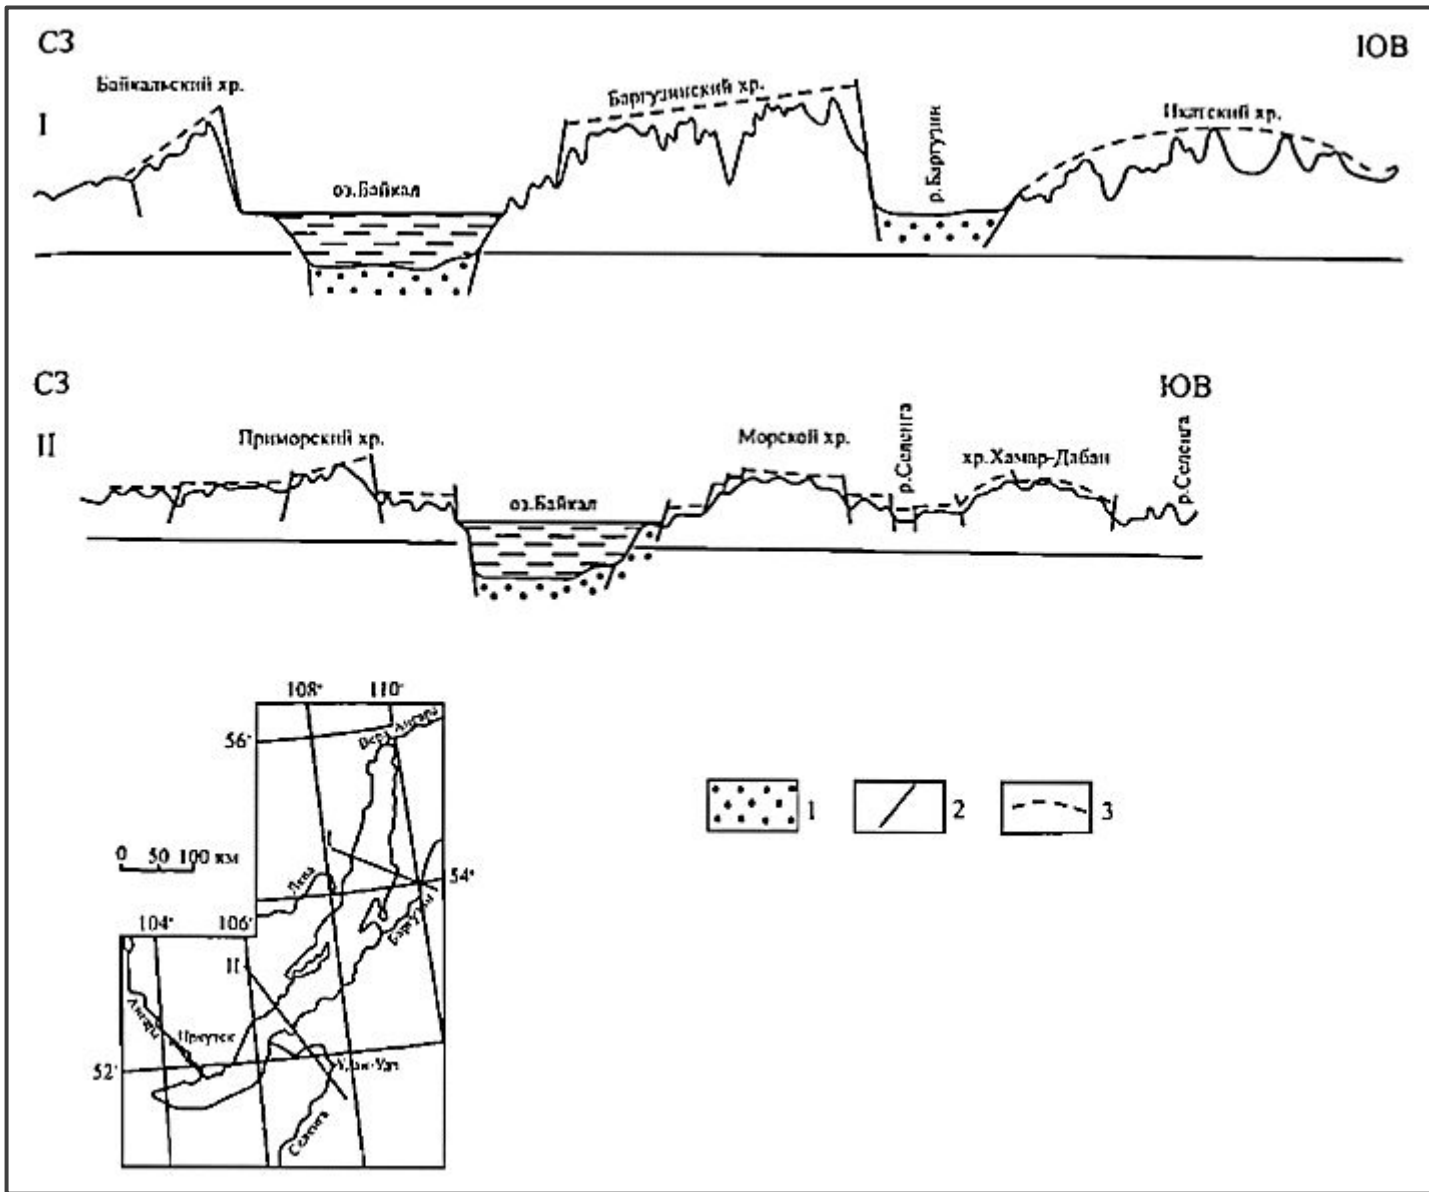 СЗ
ЮВ
Байкальский хр.
Баргузинский хр.
Икатский хр.
I
оз.Байкал
р.Баргузин
СЗ
ЮВ
II
Приморский хр.
Морской хр.
р.Селенга
хр.Хамар-Дабан
р.Селенга
оз.Байкал
108°
110°
56°
Верх Ангара
I
0 50 100 км
Лена
54°
Баргузин
104°
106°
II
Ангара
Иркутск
52°
Улан-Удэ
Селенга
1
2
3